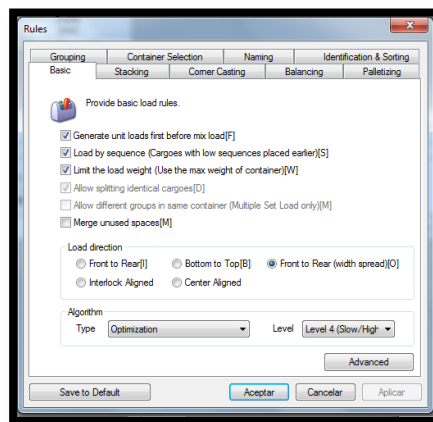 Rules
Grouping Container Selection Naming Identification & Sorting
Basic Stacking Corner Casting Balancing Palletizing
Provide basic load rules.
Generate unit loads first before mix load[F]
Load by sequence (Cargoes with low sequences placed earlier)[S]
Limit the load weight (Use the max weight of container)[W]
Allow splitting identical cargoes[D]
Allow different groups in same container (Multiple Set Load only)[M]
Merge unused spaces[M]
Load direction
Front to Rear[I] Bottom to Top[B] Front to Rear (width spread)[O]
Interlock Aligned Center Aligned
Algorithm
Type Optimization Level Level 4 (Slow/High
Advanced
Save to Default Aceptar Cancelar Aplicar